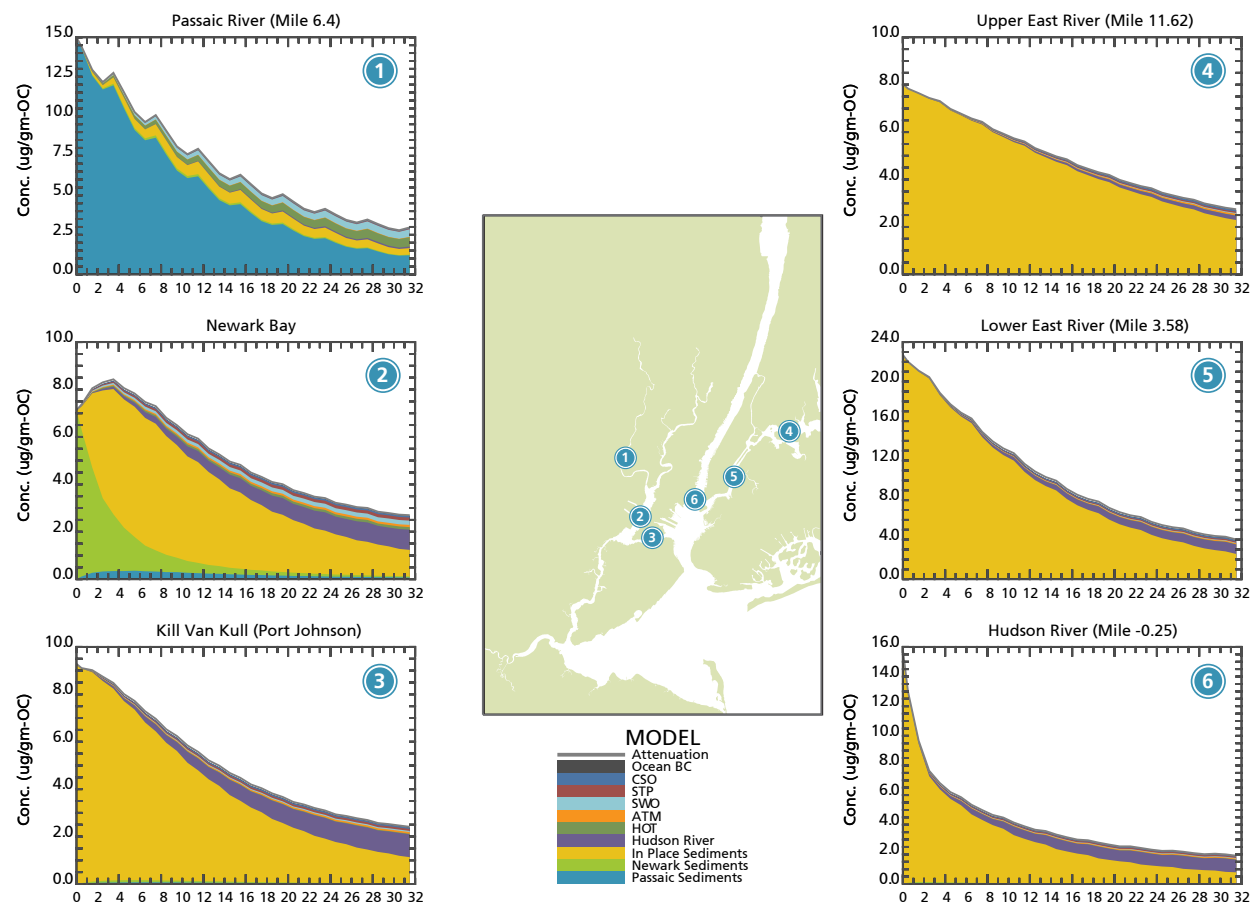 Passaic River (Mile 6.4)
Conc. (ug/gm-OC)
15.0
12.5
10.0
7.5
5.0
2.5
0.0
1
0 2 4 6 8 10 12 14 16 18 20 22 24 26 28 30 32
Newark Bay
Conc. (ug/gm-OC)
10.0
8.0
6.0
4.0
2.0
0.0
2
0 2 4 6 8 10 12 14 16 18 20 22 24 26 28 30 32
Kill Van Kull (Port Johnson)
Conc. (ug/gm-OC)
10.0
8.0
6.0
4.0
2.0
0.0
3
0 2 4 6 8 10 12 14 16 18 20 22 24 26 28 30 32
4
1
5
6
2
3
MODEL
Attenuation
Ocean BC
CSO
STP
SWO
ATM
HOT
Hudson River
In Place Sediments
Newark Sediments
Passaic Sediments
Upper East River (Mile 11.62)
Conc. (ug/gm-OC)
10.0
8.0
6.0
4.0
2.0
0.0
4
0 2 4 6 8 10 12 14 16 18 20 22 24 26 28 30 32
Lower East River (Mile 3.58)
Conc. (ug/gm-OC)
24.0
20.0
16.0
12.0
8.0
4.0
0.0
5
0 2 4 6 8 10 12 14 16 18 20 22 24 26 28 30 32
Hudson River (Mile -0.25)
Conc. (ug/gm-OC)
16.0
14.0
12.0
10.0
8.0
6.0
4.0
2.0
0.0
6
0 2 4 6 8 10 12 14 16 18 20 22 24 26 28 30 32